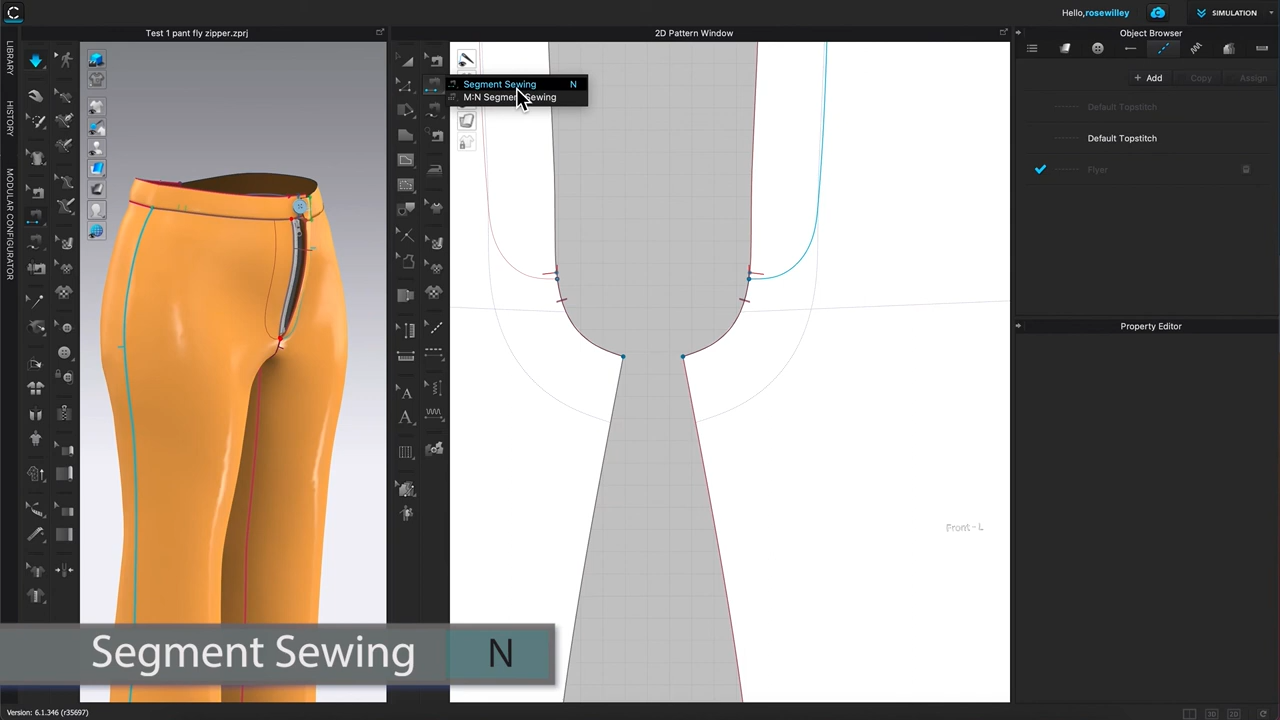 Hello,rosewilley
SIMULATION
Test 1 pant fly zipper.zprj
2D Pattern Window
Object Browser
LIBRARY
HISTORY
MODULAR CONFIGURATOR
Segment Sewing N
M:N Segment Sewing
Add
Copy
Assign
Default Topstitch
Default Topstitch
Flyer
Property Editor
Front - L
Segment Sewing N
Version: 6.1.346 (r35697)
3D
2D